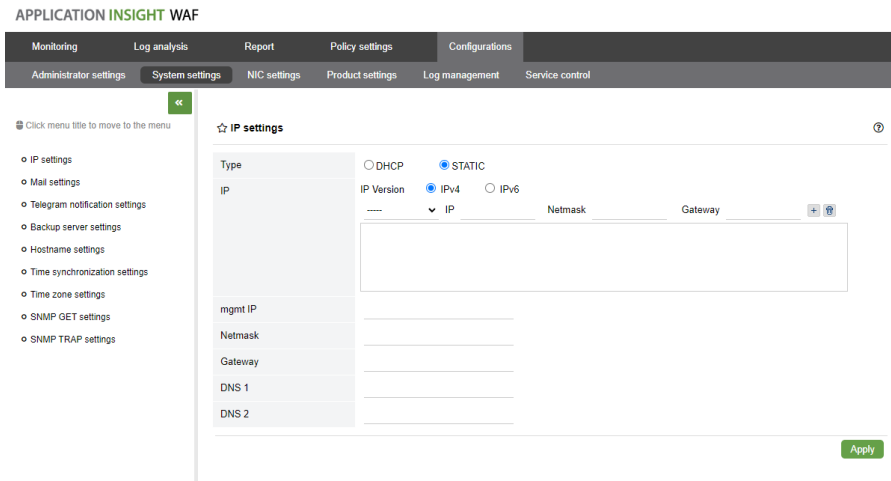 APPLICATION INSIGHT WAF
Monitoring Log analysis Report Policy settings Configurations
Administrator settings System settings NIC settings Product settings Log management Service control
«
Click menu title to move to the menu
IP settings
Mail settings
Telegram notification settings
Backup server settings
Hostname settings
Time synchronization settings
Time zone settings
SNMP GET settings
SNMP TRAP settings
IP settings ?
Type DHCP STATIC
IP IP Version IPv4 IPv6
----- IP Netmask Gateway +
mgmt IP
Netmask
Gateway
DNS 1
DNS 2
Apply